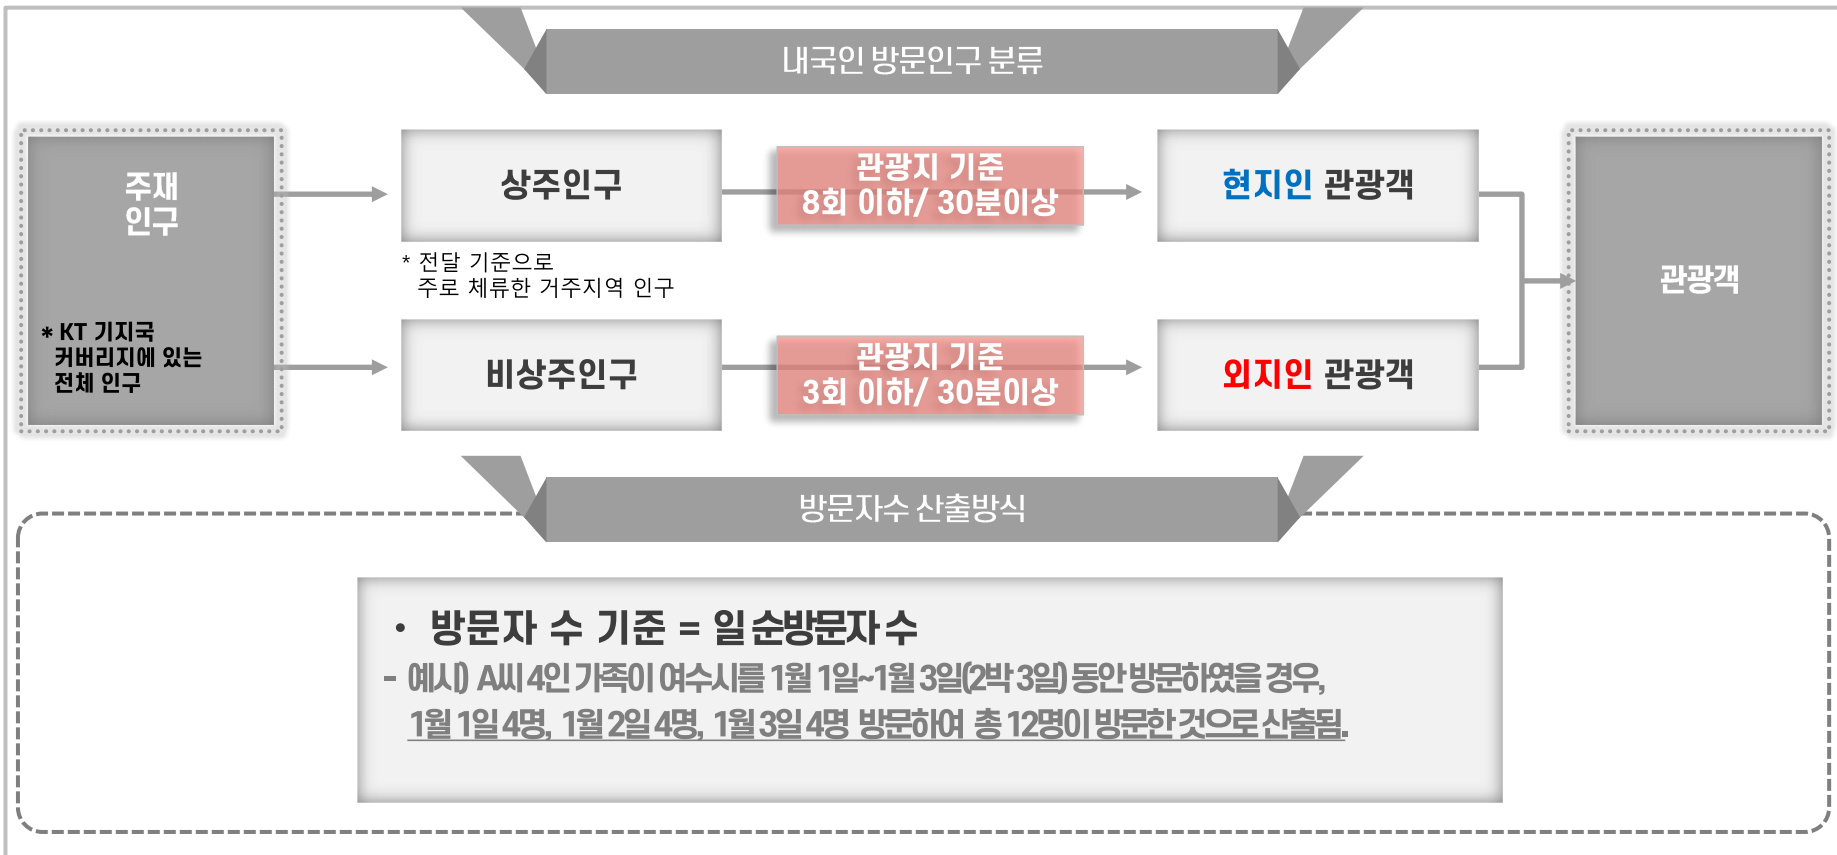 내국인 방문인구 분류
주재
인구
* KT 기지국
커버리지에 있는
전체 인구
상주인구
* 전달 기준으로
주로 체류한 거주지역 인구
관광지 기준
8회 이하/ 30분이상
현지인 관광객
비상주인구
관광지 기준
3회 이하/ 30분이상
외지인 관광객
관광객
방문자수 산출방식
• 방문자 수 기준 = 일 순방문자 수
- 예시) A씨 4인 가족이 여수시를 1월 1일~1월 3일(2박 3일) 동안 방문하였을 경우,
1월 1일 4명, 1월 2일 4명, 1월 3일 4명 방문하여 총 12명이 방문한 것으로 산출됨.